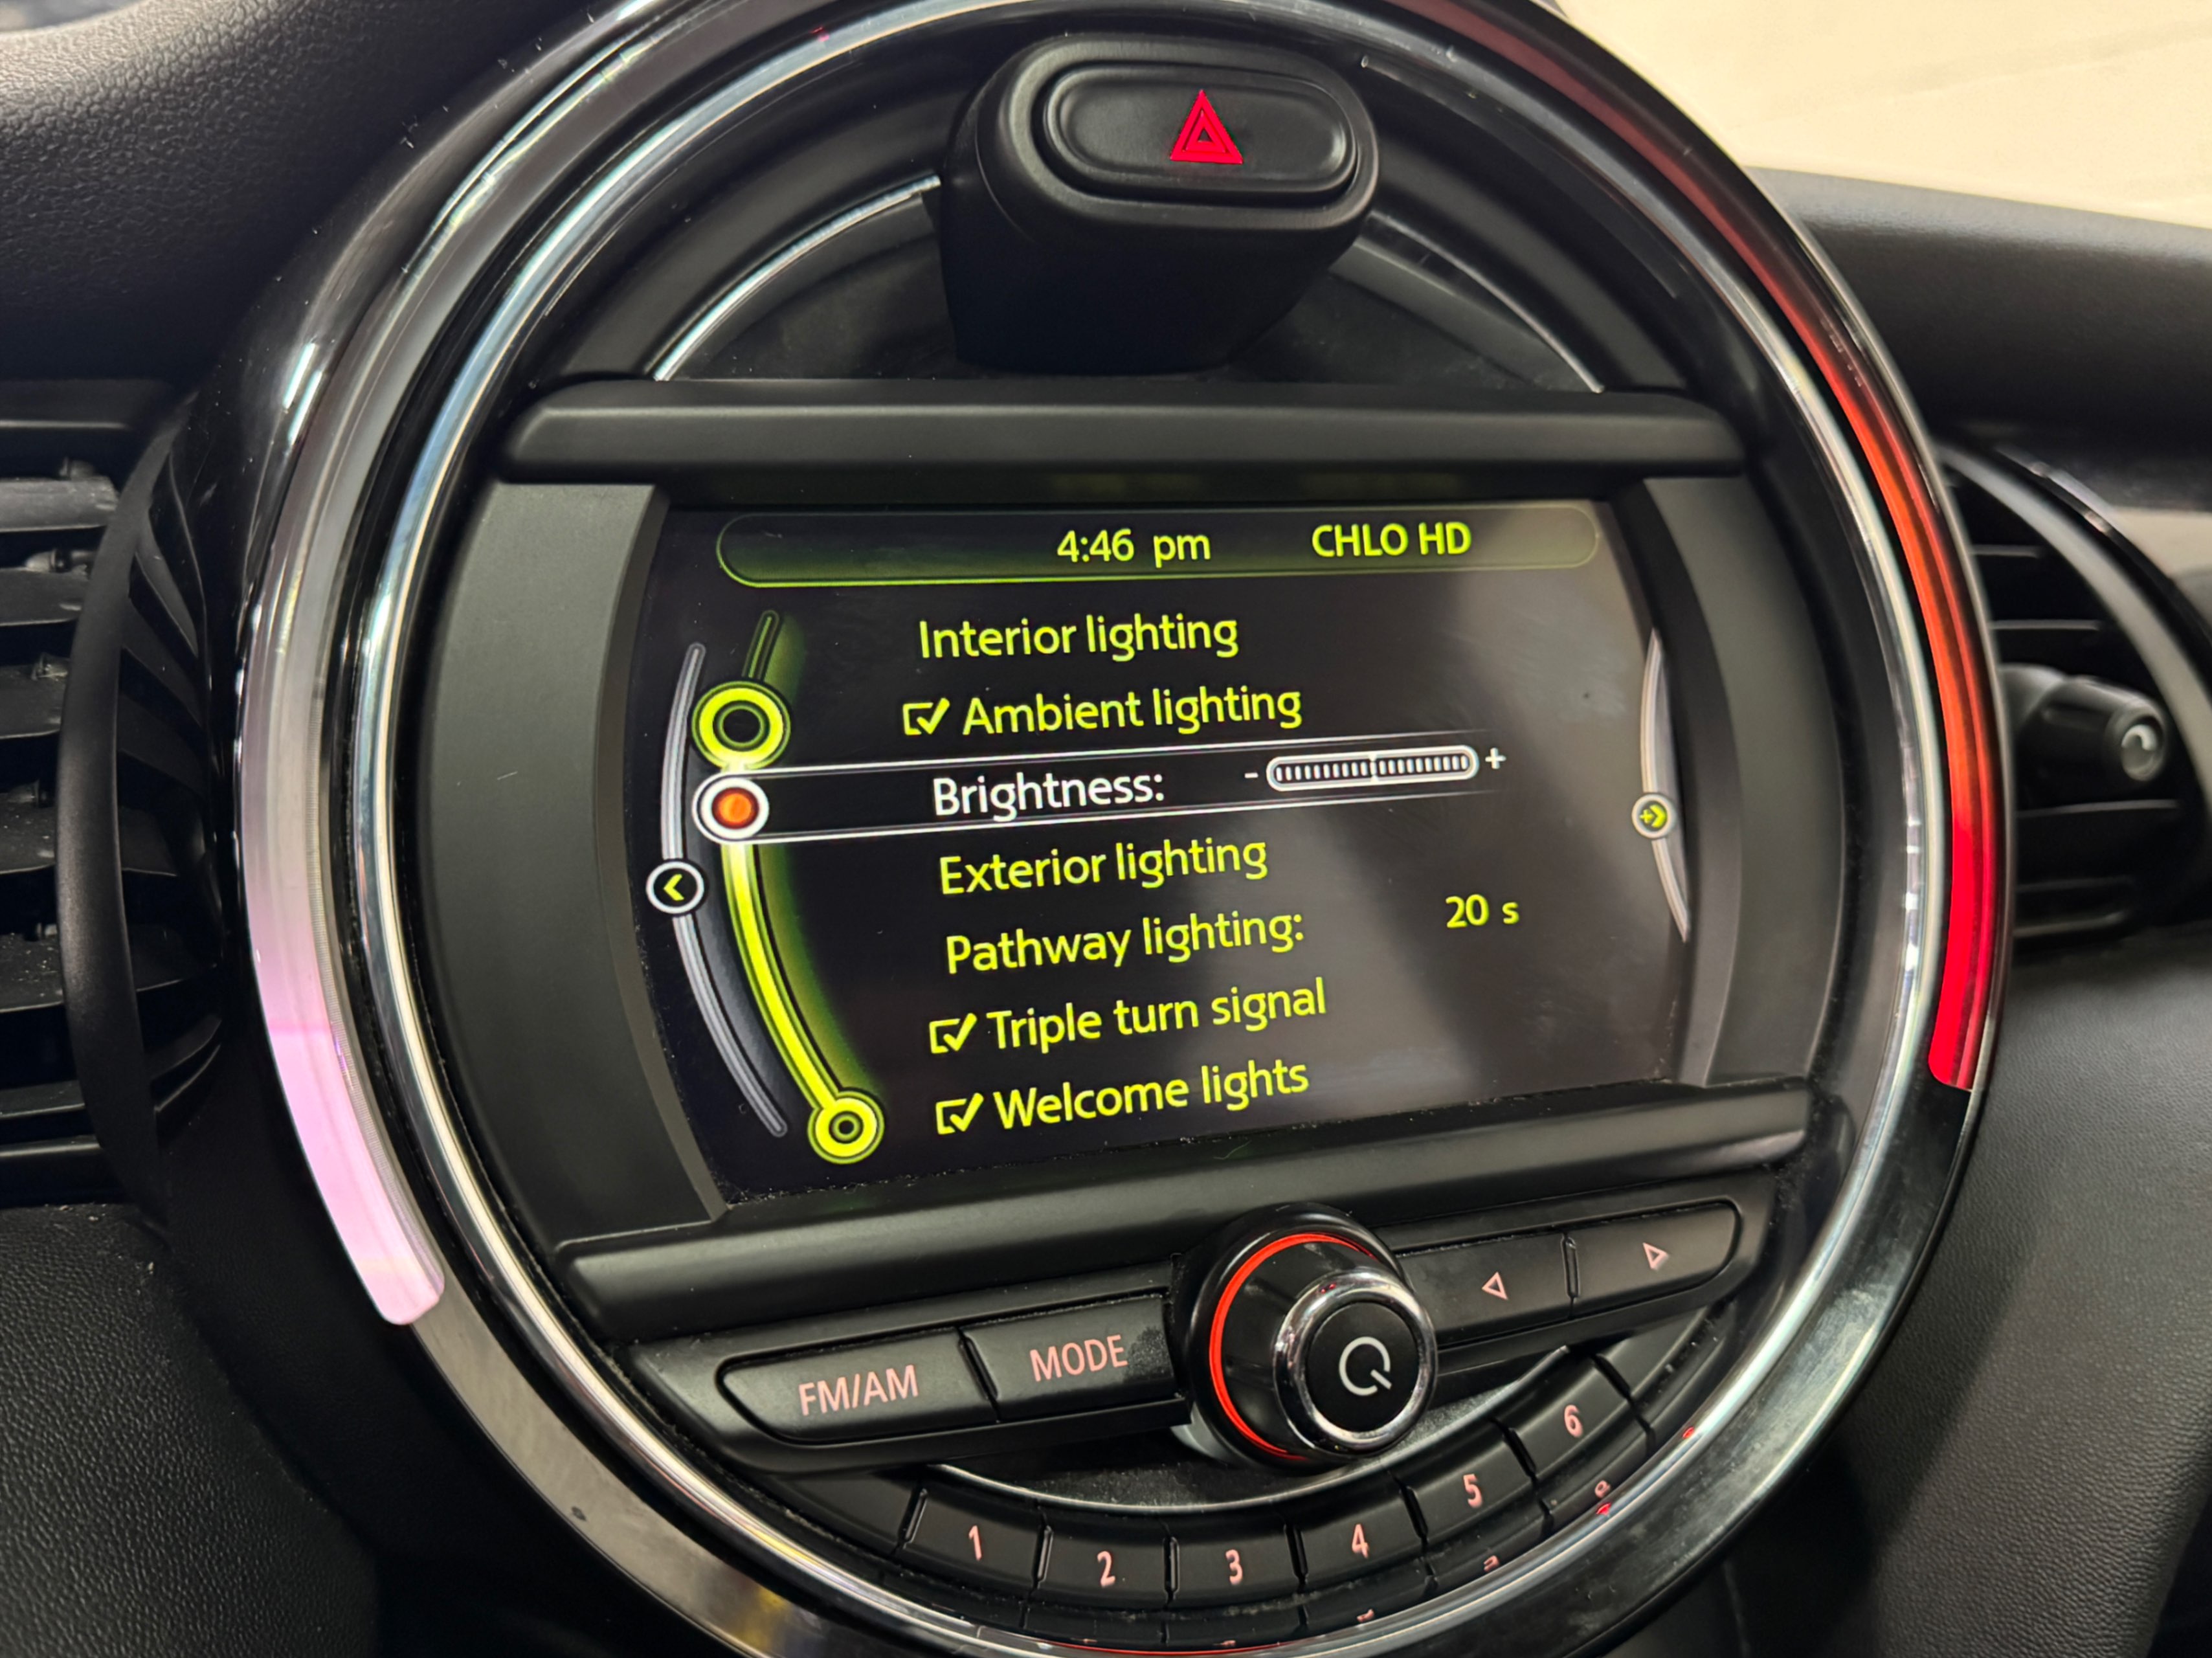 4:46 pm CHLO HD
Interior lighting
Ambient lighting
Brightness: - +
Exterior lighting
Pathway lighting: 20 s
Triple turn signal
Welcome lights
FM/AM MODE
1 2 3 4 5 6